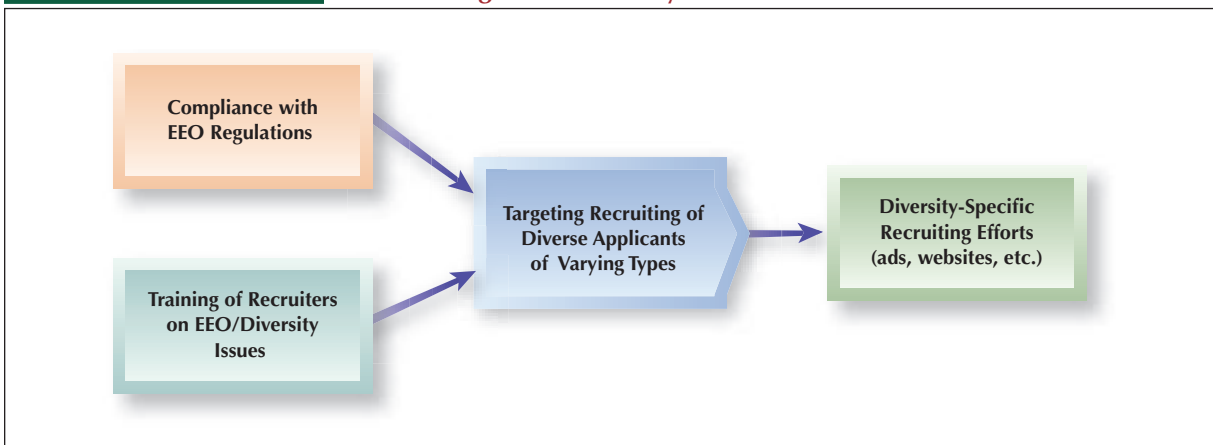 Compliance with
EEO Regulations
Training of Recruiters
on EEO/Diversity
Issues
Targeting Recruiting of
Diverse Applicants
of Varying Types
Diversity-Specific
Recruiting Efforts
(ads, websites, etc.)